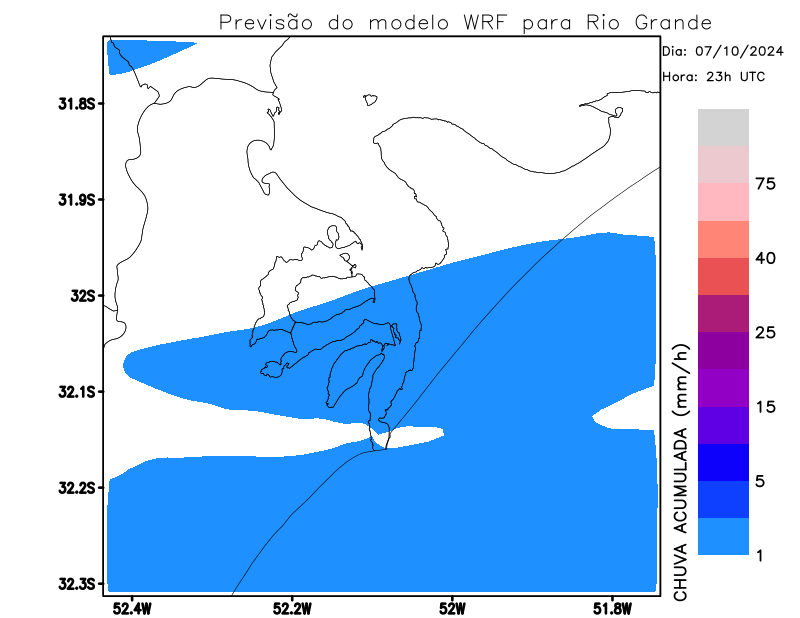 Previsão do modelo WRF para Rio Grande
Dia: 07/10/2024
Hora: 23h UTC
31.8S
31.9S
32S
32.1S
32.2S
32.3S
52.4W
52.2W
52W
51.8W
75
40
25
15
5
1
CHUVA ACUMULADA (mm/h)